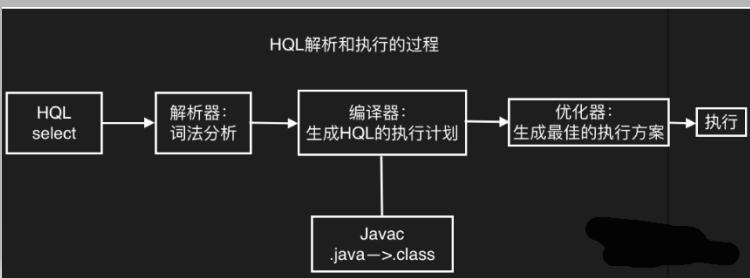 HQL解析和执行的过程
HQL
select
解析器：
词法分析
编译器：
生成HQL的执行计划
优化器：
生成最佳的执行方案
执行
Javac
.java—>.class